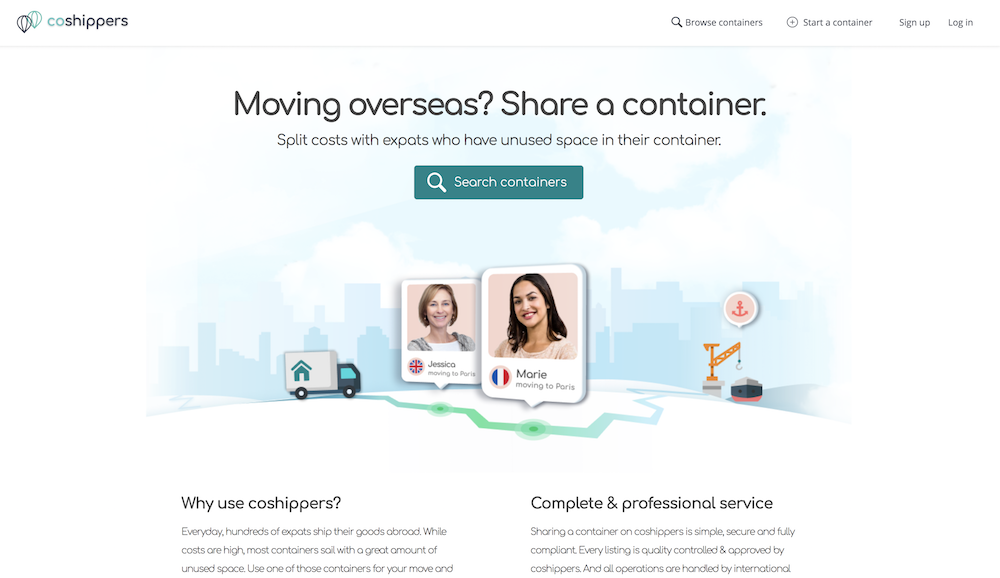 coshippers
Browse containers
Start a container
Sign up
Log in
Moving overseas? Share a container.
Split costs with expats who have unused space in their container.
Search containers
Jessica
moving to Paris
Marie
moving to Paris
Why use coshippers?
Everyday, hundreds of expats ship their goods abroad. While
costs are high, most containers sail with a great amount of
unused space. Use one of those containers for your move and
Complete & professional service
Sharing a container on coshippers is simple, secure and fully
compliant. Every listing is quality controlled & approved by
coshippers. And all operations are handled by international